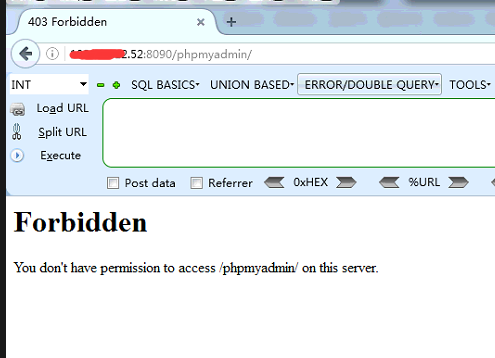 403 Forbidden
2.52:8090/phpmyadmin/
INT SQL BASICS UNION BASED ERROR/DOUBLE QUERY TOOLS
Load URL
Split URL
Execute
Post data Referrer 0xHEX %URL
Forbidden
You don't have permission to access /phpmyadmin/ on this server.